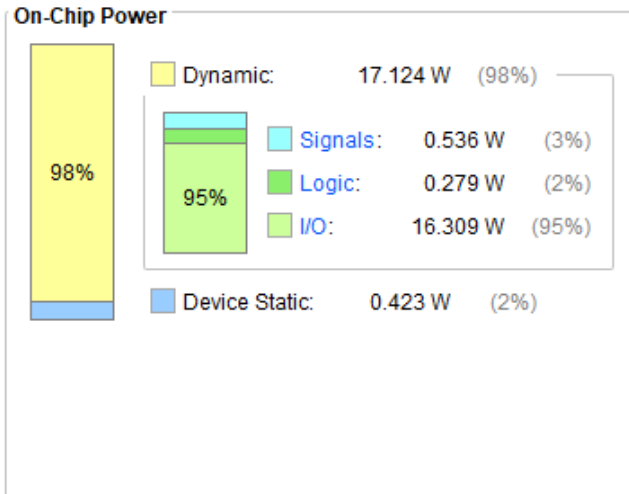 On-Chip Power
Dynamic: 17.124 W (98%)
98%
95%
Signals: 0.536 W (3%)
Logic: 0.279 W (2%)
I/O: 16.309 W (95%)
Device Static: 0.423 W (2%)